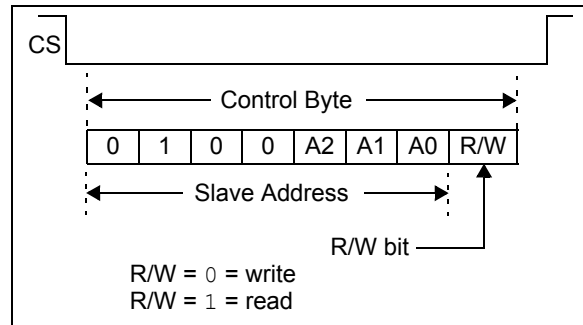 CS
Control Byte
0 1 0 0 A2 A1 A0 R/W
Slave Address
R/W bit
R/W = 0 = write
R/W = 1 = read